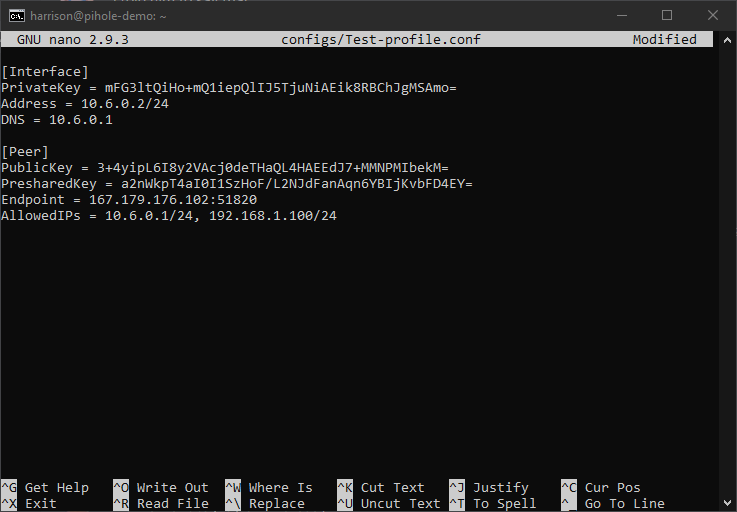 harrison@pihole-demo: ~
GNU nano 2.9.3 configs/Test-profile.conf Modified
[Interface]
PrivateKey = mFG3ltQiHo+mQ1iepQlIJ5TjuNiAEik8RBChJgMSAmo=
Address = 10.6.0.2/24
DNS = 10.6.0.1
[Peer]
PublicKey = 3+4yipL6I8y2VAcj0deTHaQL4HAEEdJ7+MMNPMIbekM=
PresharedKey = a2nWkpT4aI0I1SzHoF/L2NJdFanAqn6YBIjKvbFD4EY=
Endpoint = 167.179.176.102:51820
AllowedIPs = 10.6.0.1/24, 192.168.1.100/24
^G Get Help ^O Write Out ^W Where Is ^K Cut Text ^J Justify ^C Cur Pos
^X Exit ^R Read File ^\ Replace ^U Uncut Text ^T To Spell ^_ Go To Line